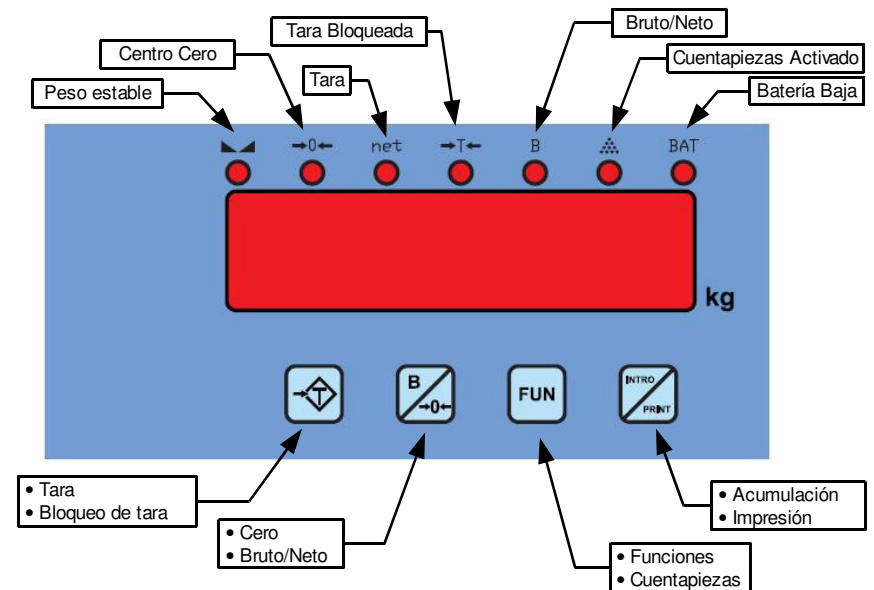 Bruto/Neto
Tara Bloqueada
Centro Cero
Cuentapiezas Activado
Tara
Peso estable
Batería Baja
→0← net →T← B BAT
kg
→T
B
→0←
FUN
INTRO
PRINT
• Tara
• Bloqueo de tara
• Cero
• Bruto/Neto
• Acumulación
• Impresión
• Funciones
• Cuentapiezas